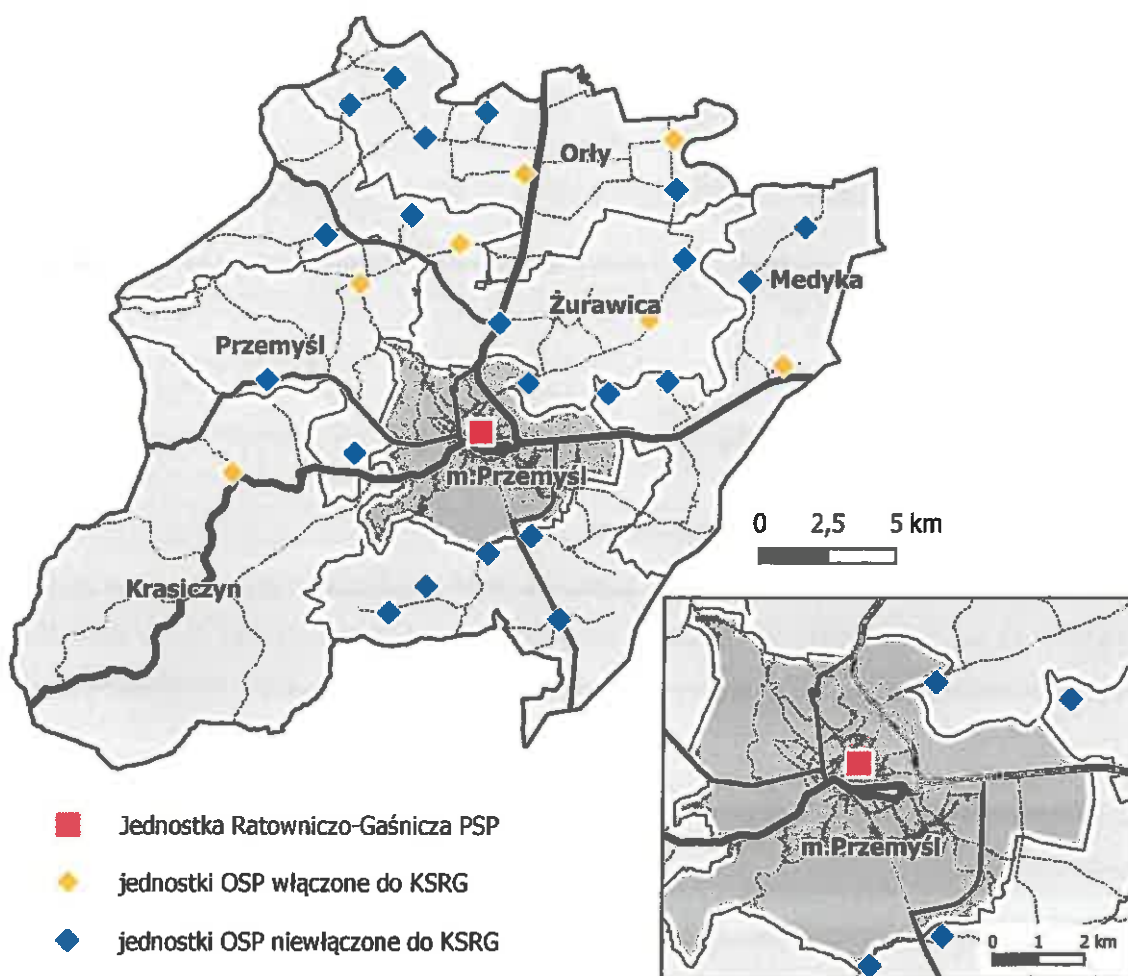 Orły
Medyka
Żurawica
Przemyśl
m.Przemyśl
0 2,5 5 km
Krasiczyn
Jednostka Ratowniczo-Gaśnicza PSP
jednostki OSP włączone do KSRG
jednostki OSP niewłączone do KSRG
m.Przemyśl
0 1 2 km